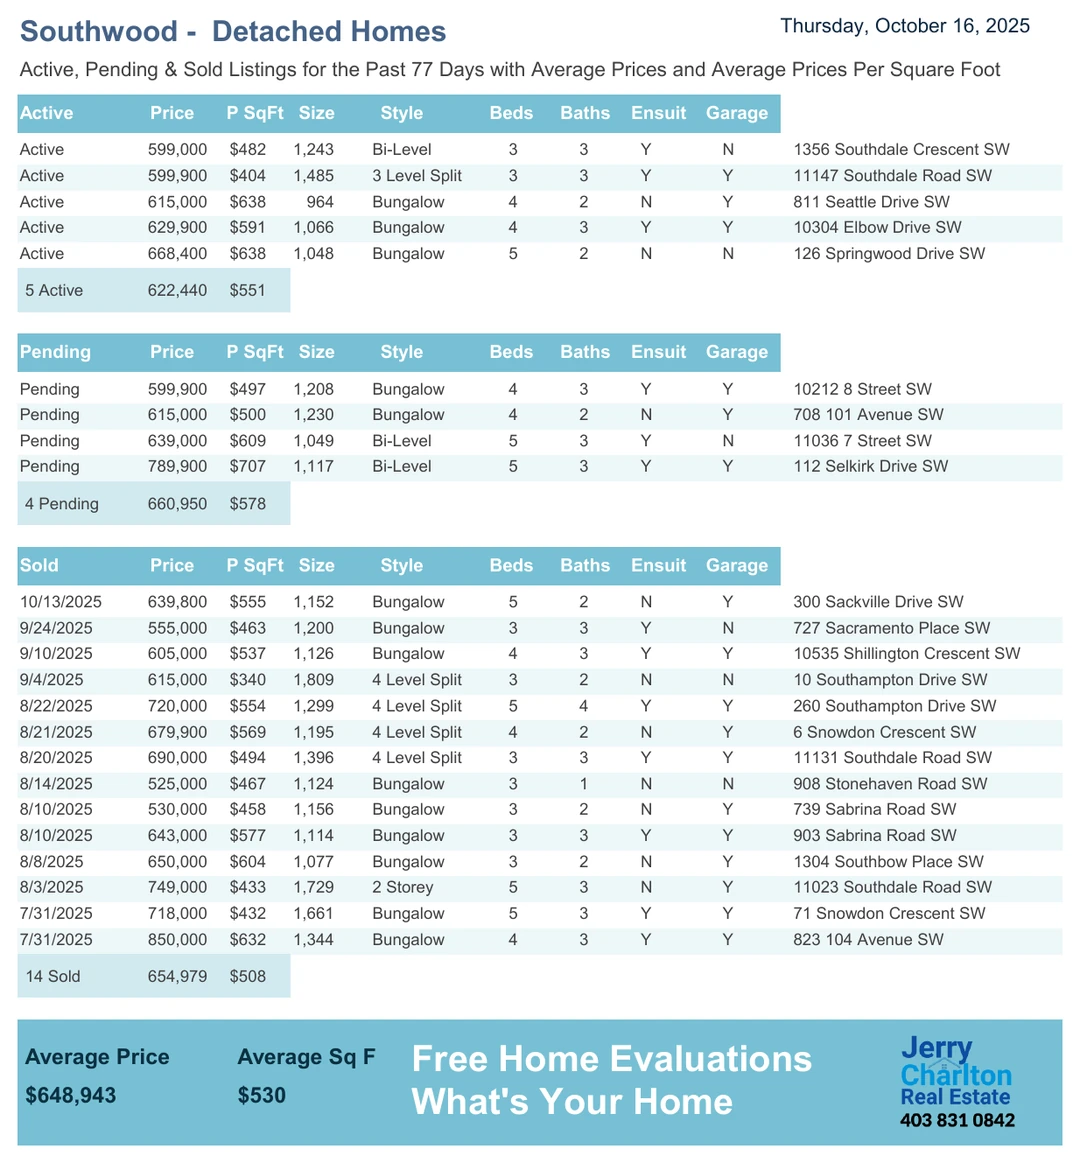 Southwood - Detached Homes
Thursday, October 16, 2025
Active, Pending & Sold Listings for the Past 77 Days with Average Prices and Average Prices Per Square Foot
Active Price P SqFt Size Style Beds Baths Ensuit Garage
Active 599,000 $482 1,243 Bi-Level 3 3 Y N 1356 Southdale Crescent SW
Active 599,900 $404 1,485 3 Level Split 3 3 Y Y 11147 Southdale Road SW
Active 615,000 $638 964 Bungalow 4 2 N Y 811 Seattle Drive SW
Active 629,900 $591 1,066 Bungalow 4 3 Y Y 10304 Elbow Drive SW
Active 668,400 $638 1,048 Bungalow 5 2 N N 126 Springwood Drive SW
5 Active 622,440 $551
Pending Price P SqFt Size Style Beds Baths Ensuit Garage
Pending 599,900 $497 1,208 Bungalow 4 3 Y Y 10212 8 Street SW
Pending 615,000 $500 1,230 Bungalow 4 2 N Y 708 101 Avenue SW
Pending 639,000 $609 1,049 Bi-Level 5 3 Y N 11036 7 Street SW
Pending 789,900 $707 1,117 Bi-Level 5 3 Y Y 112 Selkirk Drive SW
4 Pending 660,950 $578
Sold Price P SqFt Size Style Beds Baths Ensuit Garage
10/13/2025 639,800 $555 1,152 Bungalow 5 2 N Y 300 Sackville Drive SW
9/24/2025 555,000 $463 1,200 Bungalow 3 3 Y N 727 Sacramento Place SW
9/10/2025 605,000 $537 1,126 Bungalow 4 3 Y Y 10535 Shillington Crescent SW
9/4/2025 615,000 $340 1,809 4 Level Split 3 2 N N 10 Southampton Drive SW
8/22/2025 720,000 $554 1,299 4 Level Split 5 4 Y Y 260 Southampton Drive SW
8/21/2025 679,900 $569 1,195 4 Level Split 4 2 N Y 6 Snowdon Crescent SW
8/20/2025 690,000 $494 1,396 4 Level Split 3 3 Y Y 11131 Southdale Road SW
8/14/2025 525,000 $467 1,124 Bungalow 3 1 N N 908 Stonehaven Road SW
8/10/2025 530,000 $458 1,156 Bungalow 3 2 N Y 739 Sabrina Road SW
8/10/2025 643,000 $577 1,114 Bungalow 3 3 Y Y 903 Sabrina Road SW
8/8/2025 650,000 $604 1,077 Bungalow 3 2 N Y 1304 Southbow Place SW
8/3/2025 749,000 $433 1,729 2 Storey 5 3 N Y 11023 Southdale Road SW
7/31/2025 718,000 $432 1,661 Bungalow 5 3 Y Y 71 Snowdon Crescent SW
7/31/2025 850,000 $632 1,344 Bungalow 4 3 Y Y 823 104 Avenue SW
14 Sold 654,979 $508
Average Price Average Sq F
$648,943 $530
Free Home Evaluations
What's Your Home
Jerry
Charlton
Real Estate
403 831 0842